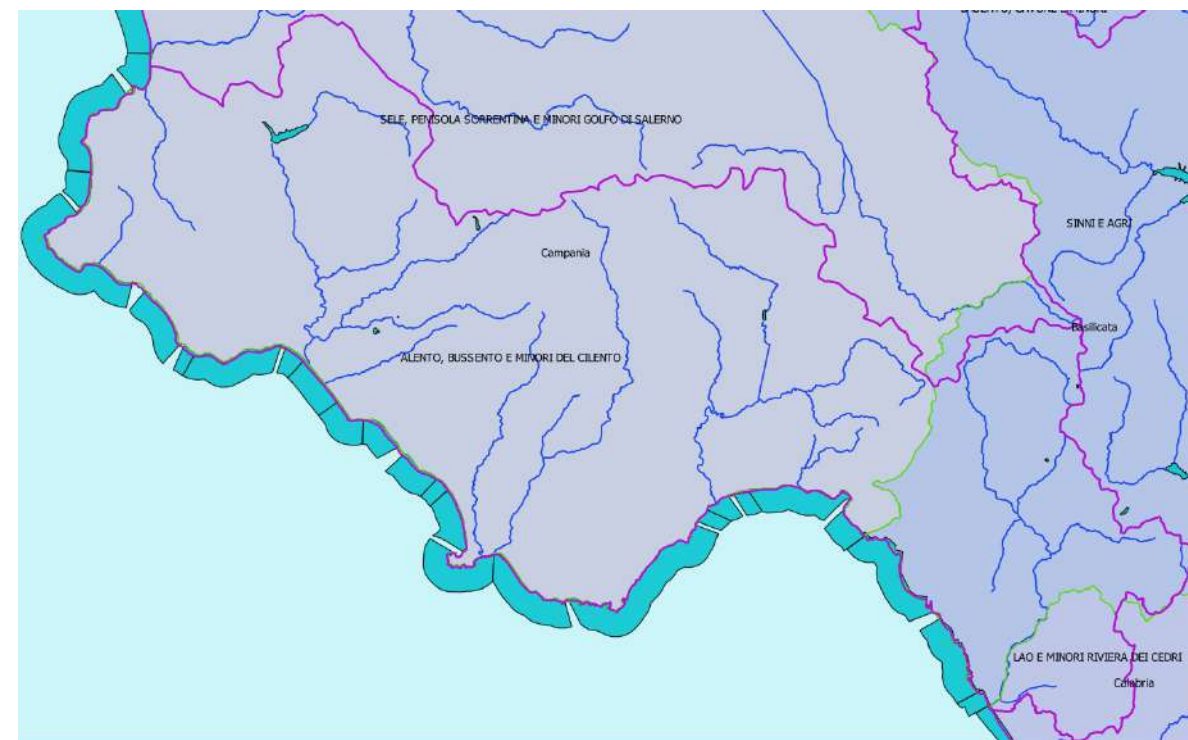 SELE, PENISOLA SORRENTINA E MINORI GOLFO DI SALERNO
SINNI E AGRI
Campania
Basilicata
ALENTO, BUSSENTO E MINORI DEL CILENTO
LAO E MINORI RIVIERA DEI CEDRI
Calabria